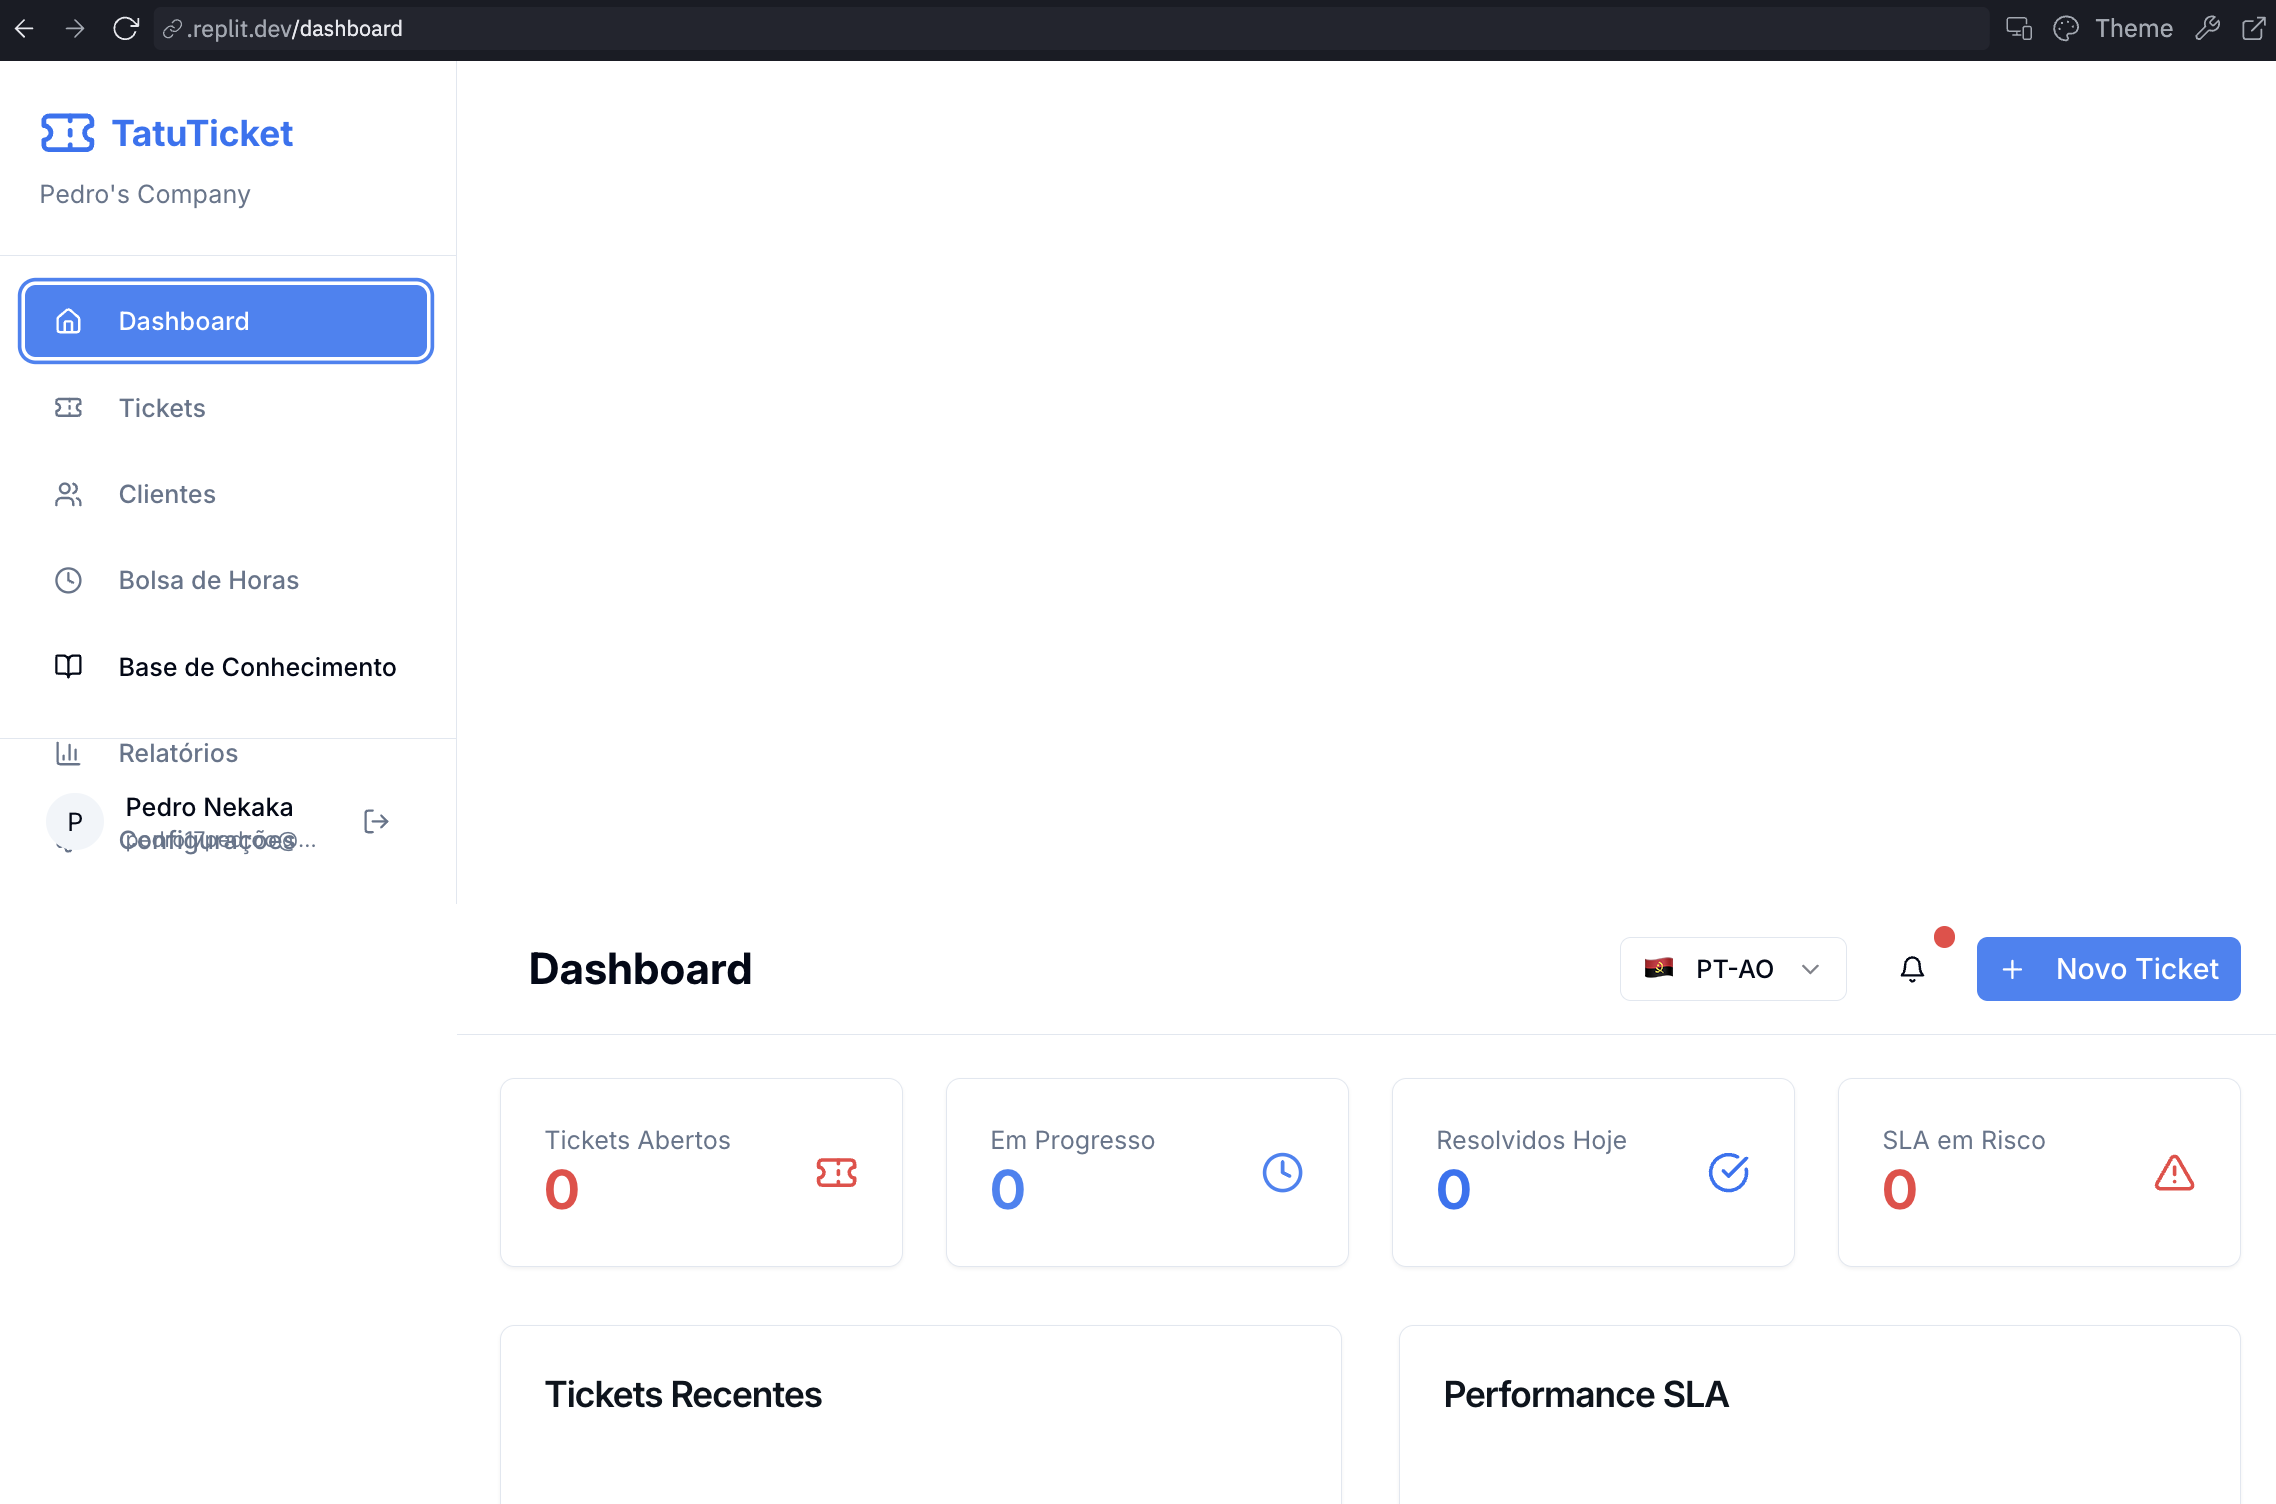 .replit.dev/dashboard
Theme
TatuTicket
Pedro's Company
Dashboard
Tickets
Clientes
Bolsa de Horas
Base de Conhecimento
Relatórios
P
Pedro Nekaka
Configurações
Dashboard
PT-AO
Novo Ticket
Tickets Abertos
0
Em Progresso
0
Resolvidos Hoje
0
SLA em Risco
0
Tickets Recentes
Performance SLA